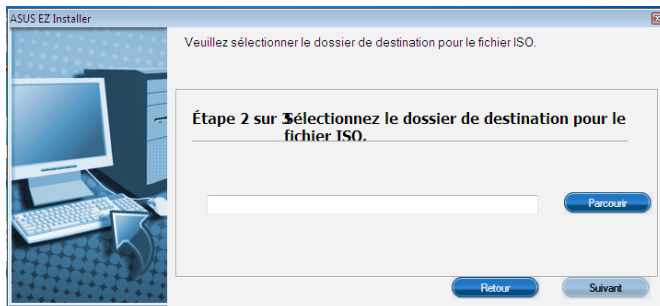 ASUS EZ Installer
Veuillez sélectionner le dossier de destination pour le fichier ISO.
Étape 2 sur 3 Sélectionnez le dossier de destination pour le
fichier ISO.
Parcourir
Retour
Suivant